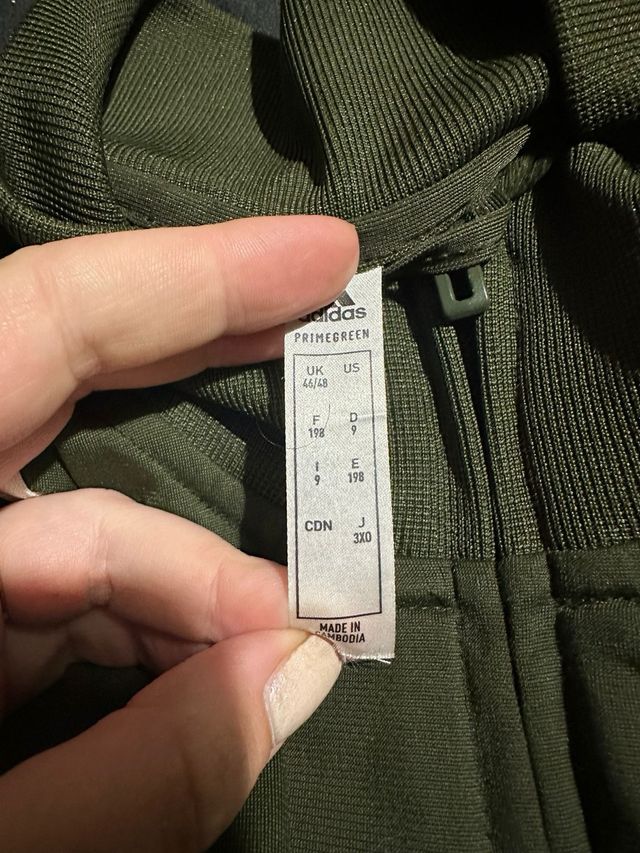 adidas
PRIMEGREEN
UK US
46/48
F D
198 9
I E
9 198
CDN J
3XO
MADE IN
CAMBODIA